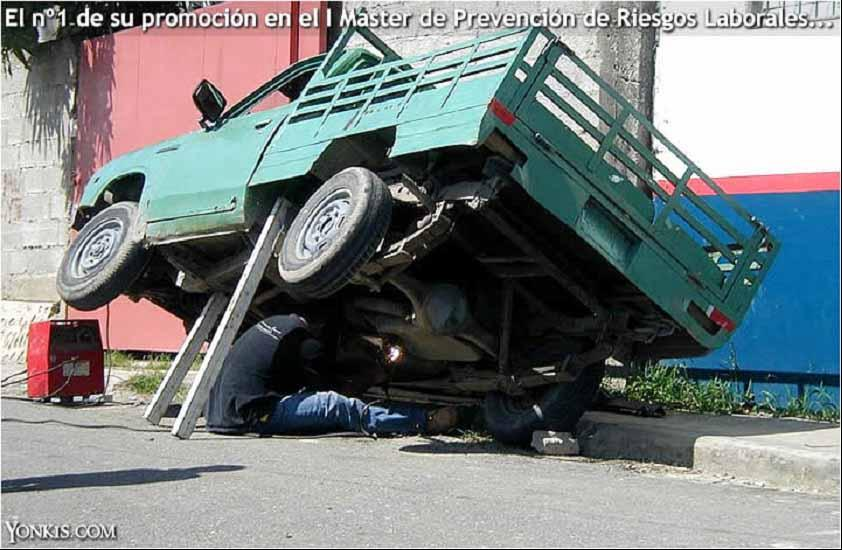 El nº1 de su promoción en el I Master de Prevención de Riesgos Laborales...
YONKIS.COM